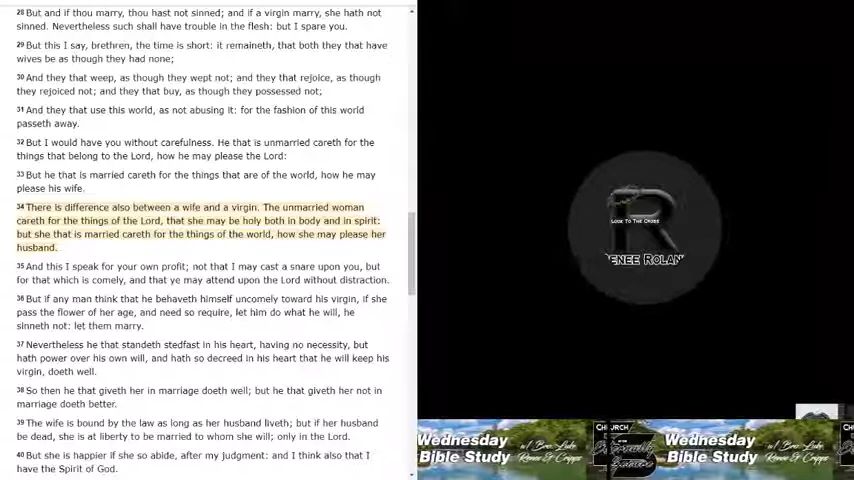 28 But and if thou marry, thou hast not sinned; and if a virgin marry, she hath not
sinned. Nevertheless such shall have trouble in the flesh: but I spare you.
29 But this I say, brethren, the time is short: it remaineth, that both they that have
wives be as though they had none;
30 And they that weep, as though they wept not; and they that rejoice, as though
they rejoiced not; and they that buy, as though they possessed not;
31 And they that use this world, as not abusing it: for the fashion of this world
passeth away.
32 But I would have you without carefulness. He that is unmarried careth for the
things that belong to the Lord, how he may please the Lord:
33 But he that is married careth for the things that are of the world, how he may
please his wife.
34 There is difference also between a wife and a virgin. The unmarried woman
careth for the things of the Lord, that she may be holy both in body and in spirit:
but she that is married careth for the things of the world, how she may please her
husband.
35 And this I speak for your own profit; not that I may cast a snare upon you, but
for that which is comely, and that ye may attend upon the Lord without distraction.
36 But if any man think that he behaveth himself uncomely toward his virgin, if she
pass the flower of her age, and need so require, let him do what he will, he
sinneth not: let them marry.
37 Nevertheless he that standeth stedfast in his heart, having no necessity, but
hath power over his own will, and hath so decreed in his heart that he will keep his
virgin, doeth well.
38 So then he that giveth her in marriage doeth well; but he that giveth her not in
marriage doeth better.
39 The wife is bound by the law as long as her husband liveth; but if her husband
be dead, she is at liberty to be married to whom she will; only in the Lord.
40 But she is happier if she so abide, after my judgment: and I think also that I
have the Spirit of God.
R
LOOK TO THE CROSS
RENEE ROLAN
Wednesday
Bible Study
w/ Bro. Luke
Renee & Cripps
CHURCH
Wednesday
Bible Study
w/ Bro. Luke
Renee & Cripps
CH